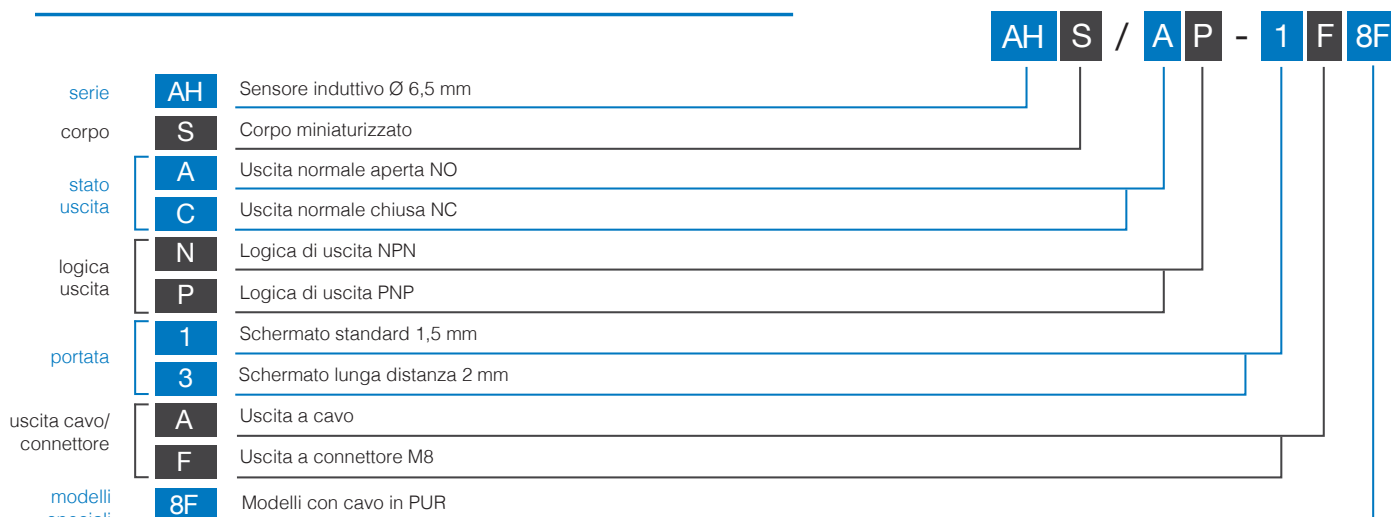 AH S / A P - 1 F 8F
serie AH Sensore induttivo Ø 6,5 mm
corpo S Corpo miniaturizzato
stato
uscita
A Uscita normale aperta NO
C Uscita normale chiusa NC
logica
uscita
N Logica di uscita NPN
P Logica di uscita PNP
portata
1 Schermato standard 1,5 mm
3 Schermato lunga distanza 2 mm
uscita cavo/
connettore
A Uscita a cavo
F Uscita a connettore M8
modelli
8F Modelli con cavo in PUR